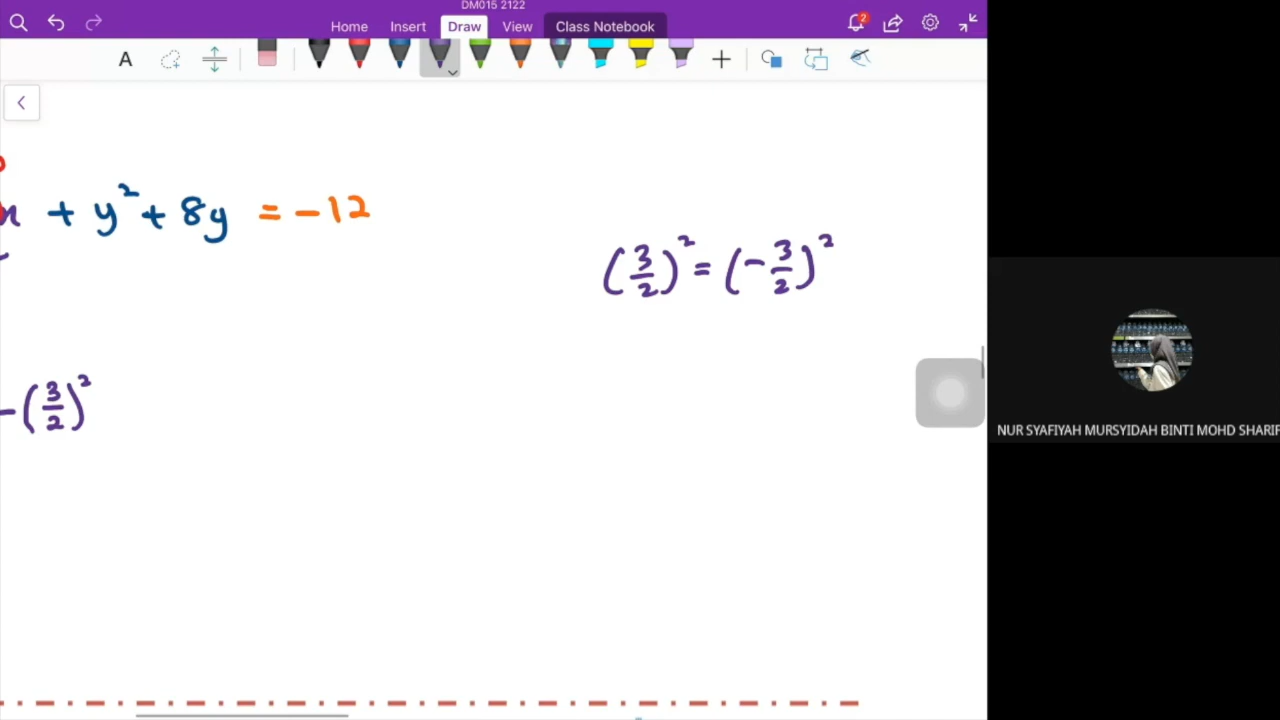 DM015 2122
Home Insert Draw View Class Notebook
2
A
+ y² + 8y = -12
(3/2)² = (-3/2)²
-(3/2)²
NUR SYAFIYAH MURSYIDAH BINTI MOHD SHARIF